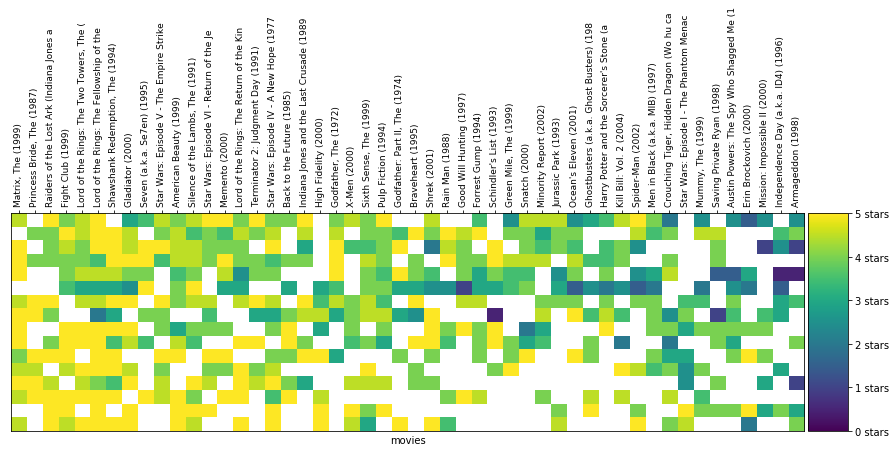 Matrix, The (1999)
Princess Bride, The (1987)
Raiders of the Lost Ark (Indiana Jones a
Fight Club (1999)
Lord of the Rings: The Two Towers, The (
Lord of the Rings: The Fellowship of the
Shawshank Redemption, The (1994)
Gladiator (2000)
Seven (a.k.a. Se7en) (1995)
Star Wars: Episode V - The Empire Strike
American Beauty (1999)
Silence of the Lambs, The (1991)
Star Wars: Episode VI - Return of the Je
Memento (2000)
Lord of the Rings: The Return of the Kin
Terminator 2: Judgment Day (1991)
Star Wars: Episode IV - A New Hope (1977
Back to the Future (1985)
Indiana Jones and the Last Crusade (1989
High Fidelity (2000)
Godfather, The (1972)
X-Men (2000)
Sixth Sense, The (1999)
Pulp Fiction (1994)
Godfather: Part II, The (1974)
Braveheart (1995)
Shrek (2001)
Rain Man (1988)
Good Will Hunting (1997)
Forrest Gump (1994)
Schindler's List (1993)
Green Mile, The (1999)
Snatch (2000)
Minority Report (2002)
Jurassic Park (1993)
Ocean's Eleven (2001)
Ghostbusters (a.k.a. Ghost Busters) (198
Harry Potter and the Sorcerer's Stone (a
Kill Bill: Vol. 2 (2004)
Spider-Man (2002)
Men in Black (a.k.a. MIB) (1997)
Crouching Tiger, Hidden Dragon (Wo hu ca
Star Wars: Episode I - The Phantom Menac
Mummy, The (1999)
Saving Private Ryan (1998)
Austin Powers: The Spy Who Shagged Me (1
Erin Brockovich (2000)
Mission: Impossible II (2000)
Independence Day (a.k.a. ID4) (1996)
Armageddon (1998)
5 stars
4 stars
3 stars
2 stars
1 stars
0 stars
movies